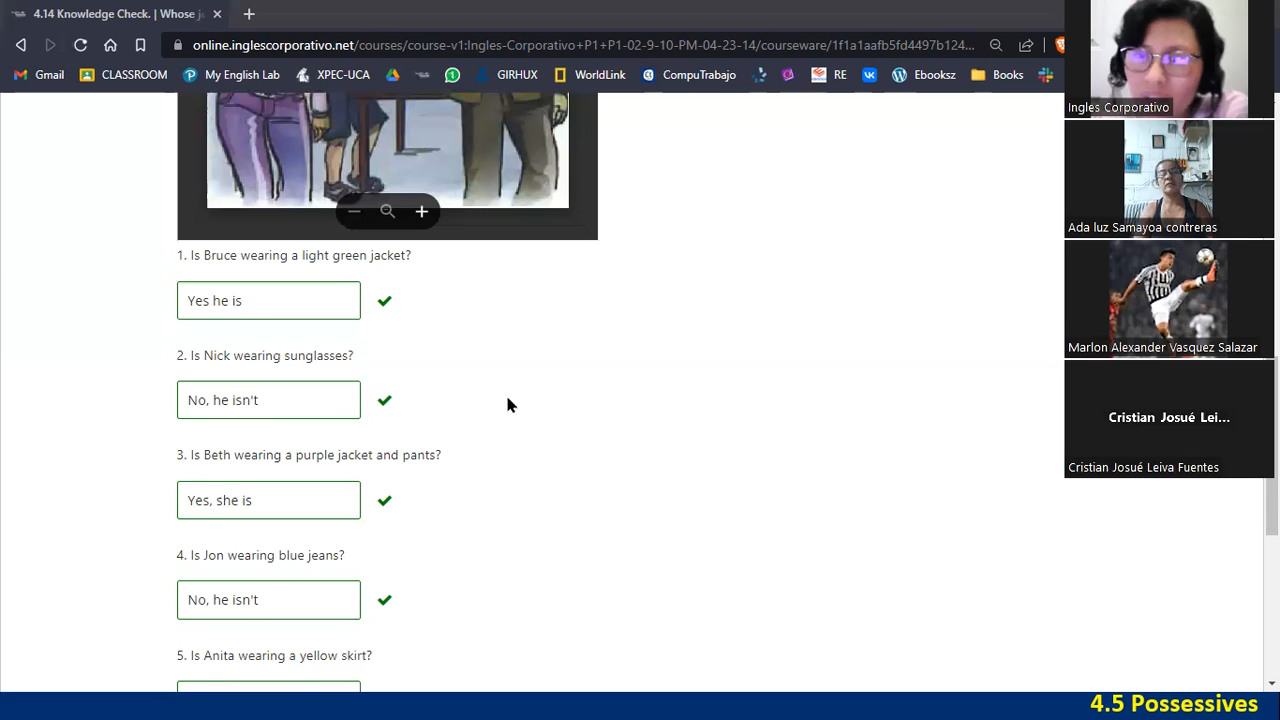 4.14 Knowledge Check. | Whose j
online.inglescorporativo.net/courses/course-v1:Ingles-Corporativo+P1+P1-02-9-10-PM-04-23-14/courseware/1f1a1aafb5fd4497b124...
Gmail CLASSROOM My English Lab XPEC-UCA GIRHUX WorldLink CompuTrabajo RE Ebooksz Books
Ingles Corporativo
Ada luz Samayoa contreras
Marlon Alexander Vasquez Salazar
Cristian Josué Lei...
Cristian Josué Leiva Fuentes
1. Is Bruce wearing a light green jacket?
Yes he is
2. Is Nick wearing sunglasses?
No, he isn't
3. Is Beth wearing a purple jacket and pants?
Yes, she is
4. Is Jon wearing blue jeans?
No, he isn't
5. Is Anita wearing a yellow skirt?
4.5 Possessives